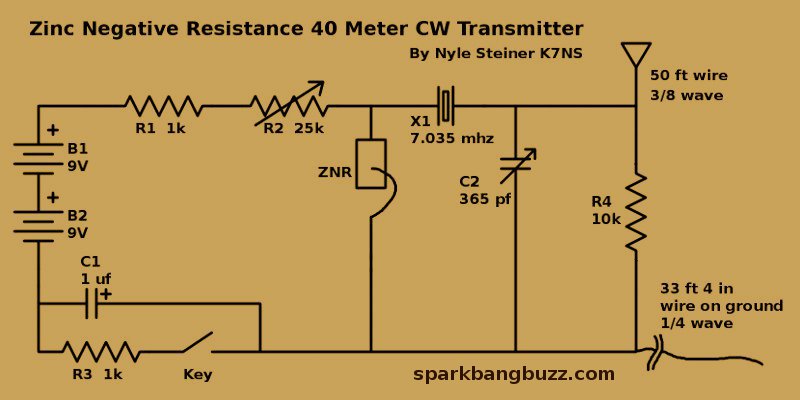 Zinc Negative Resistance 40 Meter CW Transmitter
By Nyle Steiner K7NS
50 ft wire
3/8 wave
R1 1k
R2 25k
X1
7.035 mhz
+
B1
9V
ZNR
C2
365 pf
+
B2
9V
R4
10k
C1
1 uf
+
33 ft 4 in
wire on ground
1/4 wave
R3 1k
Key
sparkbangbuzz.com